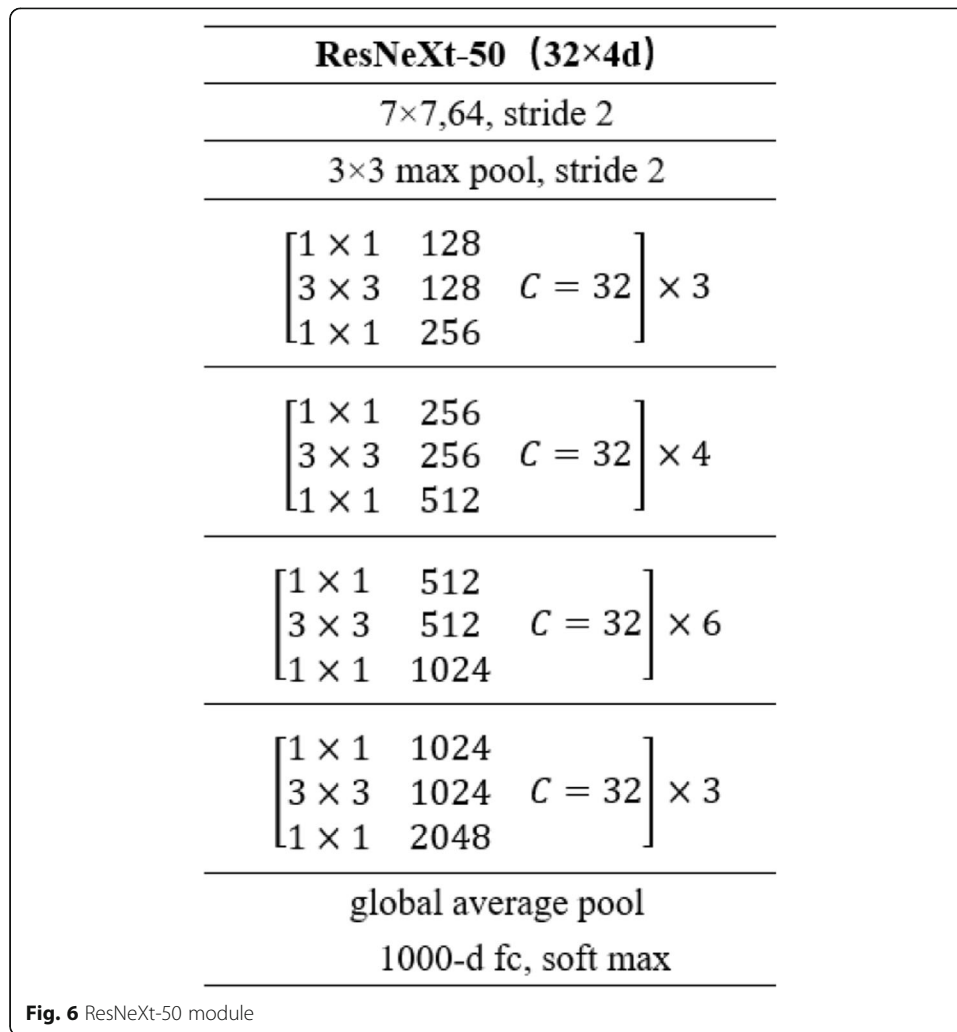 ResNeXt-50 (32×4d)
7×7,64, stride 2
3×3 max pool, stride 2
1 × 1 128
3 × 3 128 C = 32 × 3
1 × 1 256
1 × 1 256
3 × 3 256 C = 32 × 4
1 × 1 512
1 × 1 512
3 × 3 512 C = 32 × 6
1 × 1 1024
1 × 1 1024
3 × 3 1024 C = 32 × 3
1 × 1 2048
global average pool
1000-d fc, soft max
Fig. 6 ResNeXt-50 module